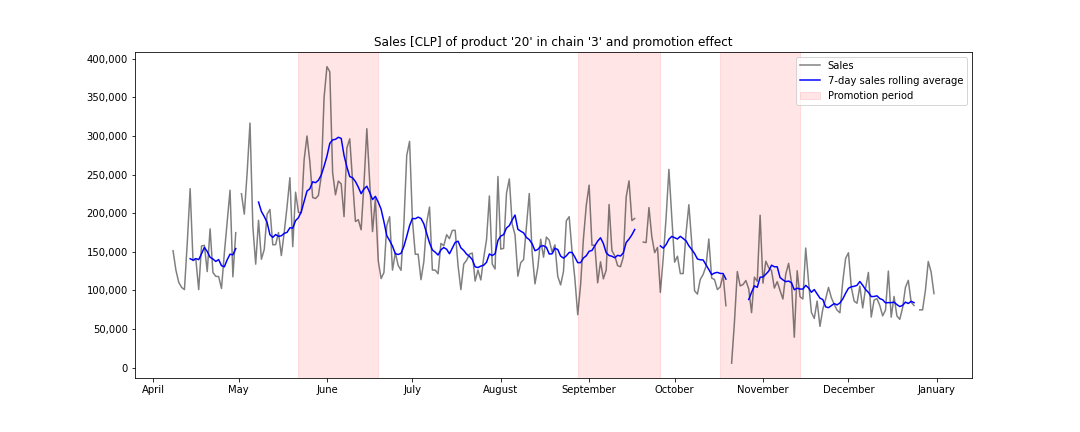 Sales [CLP] of product '20' in chain '3' and promotion effect
400,000
350,000
300,000
250,000
200,000
150,000
100,000
50,000
0
Sales
7-day sales rolling average
Promotion period
April May June July August September October November December January